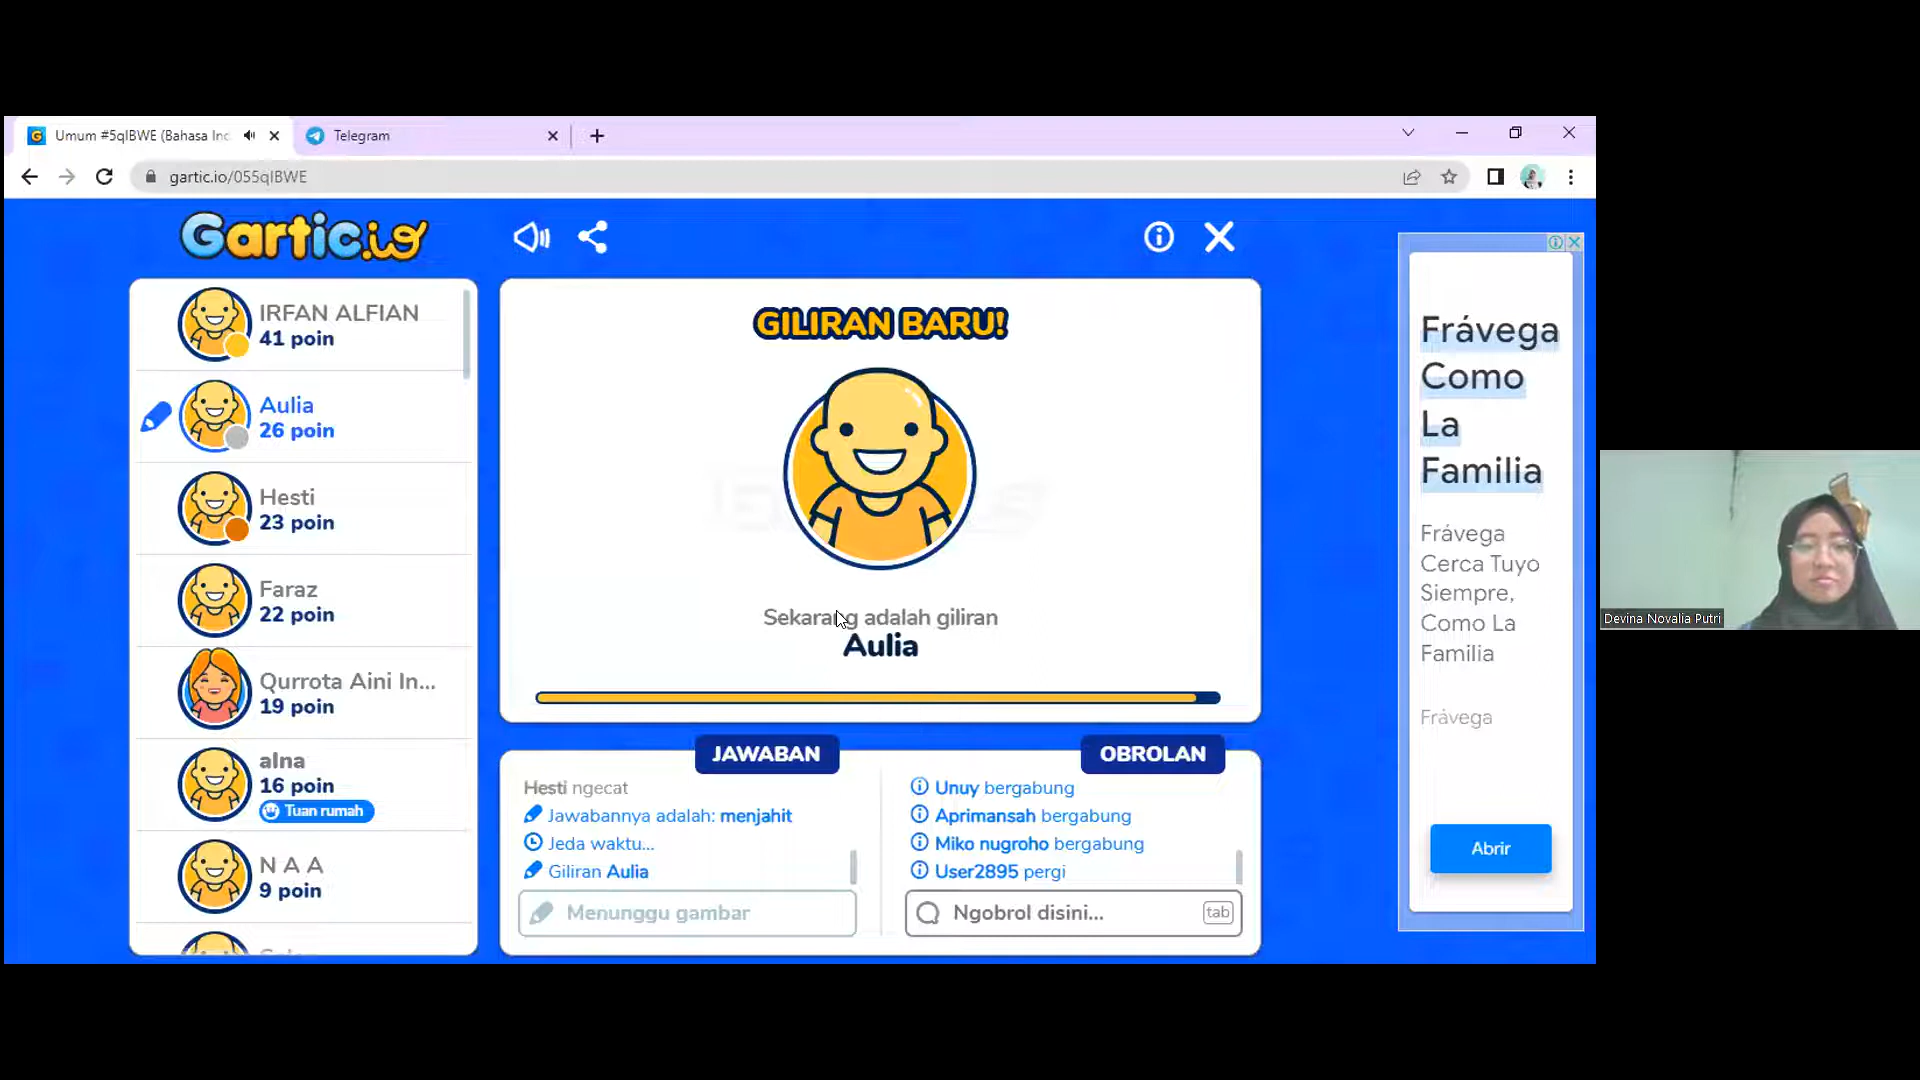 Umum #5qIBWE (Bahasa Inc
Telegram
gartic.io/055qIBWE
Gartic.io
IRFAN ALFIAN
41 poin
Aulia
26 poin
Hesti
23 poin
Faraz
22 poin
Qurrota Aini In...
19 poin
alna
16 poin
Tuan rumah
N A A
9 poin
GILIRAN BARU!
Sekarang adalah giliran
Aulia
JAWABAN
Hesti ngecat
Jawabannya adalah: menjahit
Jeda waktu...
Giliran Aulia
Menunggu gambar
OBROLAN
Unuy bergabung
Aprimansah bergabung
Miko nugroho bergabung
User2895 pergi
Ngobrol disini...
tab
Frávega
Como
La
Familia
Frávega
Cerca Tuyo
Siempre,
Como La
Familia
Frávega
Abrir
Devina Novalia Putri